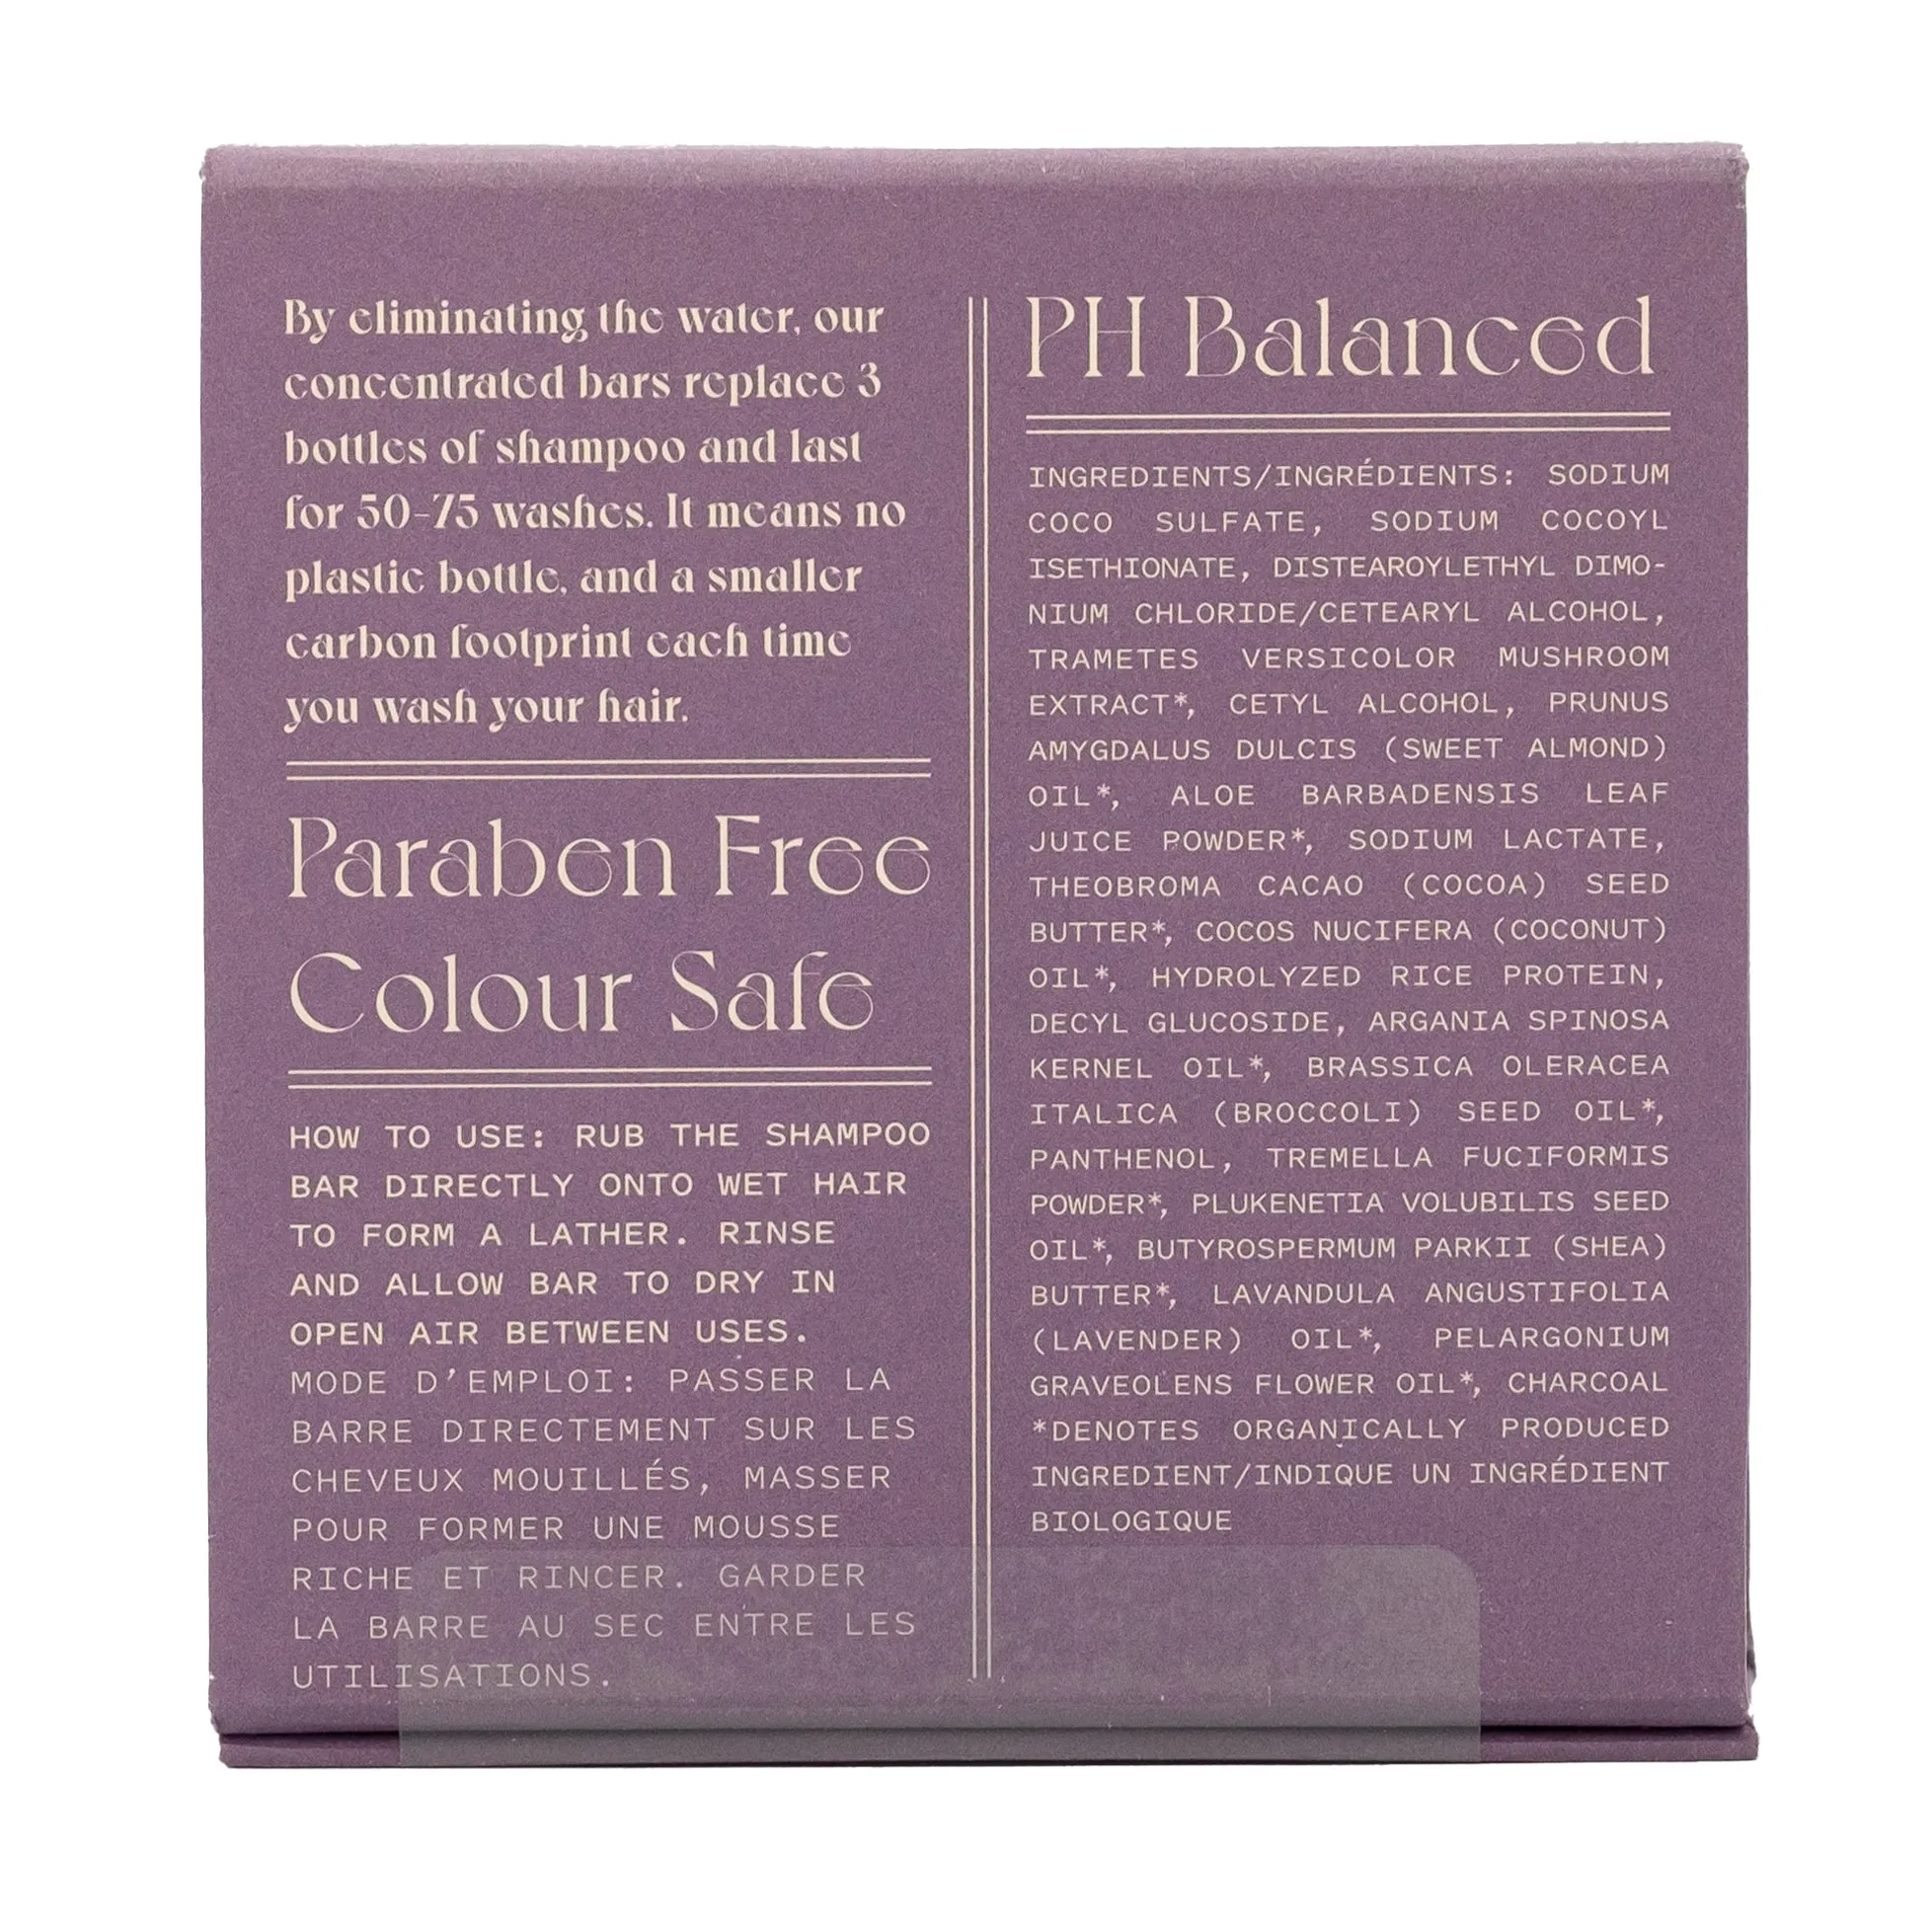 By eliminating the water, our
concentrated bars replace 3
bottles of shampoo and last
for 50-75 washes. It means no
plastic bottle, and a smaller
carbon footprint each time
you wash your hair.
Paraben Free
Colour Safe
HOW TO USE: RUB THE SHAMPOO
BAR DIRECTLY ONTO WET HAIR
TO FORM A LATHER. RINSE
AND ALLOW BAR TO DRY IN
OPEN AIR BETWEEN USES.
MODE D'EMPLOI: PASSER LA
BARRE DIRECTEMENT SUR LES
CHEVEUX MOUILLÉS, MASSER
POUR FORMER UNE MOUSSE
RICHE ET RINCER. GARDER
LA BARRE AU SEC ENTRE LES
UTILISATIONS.
PH Balanced
INGREDIENTS/INGRÉDIENTS: SODIUM
COCO SULFATE, SODIUM COCOYL
ISETHIONATE, DISTEAROYLETHYL DIMO-
NIUM CHLORIDE/CETEARYL ALCOHOL,
TRAMETES VERSICOLOR MUSHROOM
EXTRACT*, CETYL ALCOHOL, PRUNUS
AMYGDALUS DULCIS (SWEET ALMOND)
OIL*, ALOE BARBADENSIS LEAF
JUICE POWDER*, SODIUM LACTATE,
THEOBROMA CACAO (COCOA) SEED
BUTTER*, COCOS NUCIFERA (COCONUT)
OIL*, HYDROLYZED RICE PROTEIN,
DECYL GLUCOSIDE, ARGANIA SPINOSA
KERNEL OIL*, BRASSICA OLERACEA
ITALICA (BROCCOLI) SEED OIL*,
PANTHENOL, TREMELLA FUCIFORMIS
POWDER*, PLUKENETIA VOLUBILIS SEED
OIL*, BUTYROSPERMUM PARKII (SHEA)
BUTTER*, LAVANDULA ANGUSTIFOLIA
(LAVENDER) OIL*, PELARGONIUM
GRAVEOLENS FLOWER OIL*, CHARCOAL
*DENOTES ORGANICALLY PRODUCED
INGREDIENT/INDIQUE UN INGRÉDIENT
BIOLOGIQUE